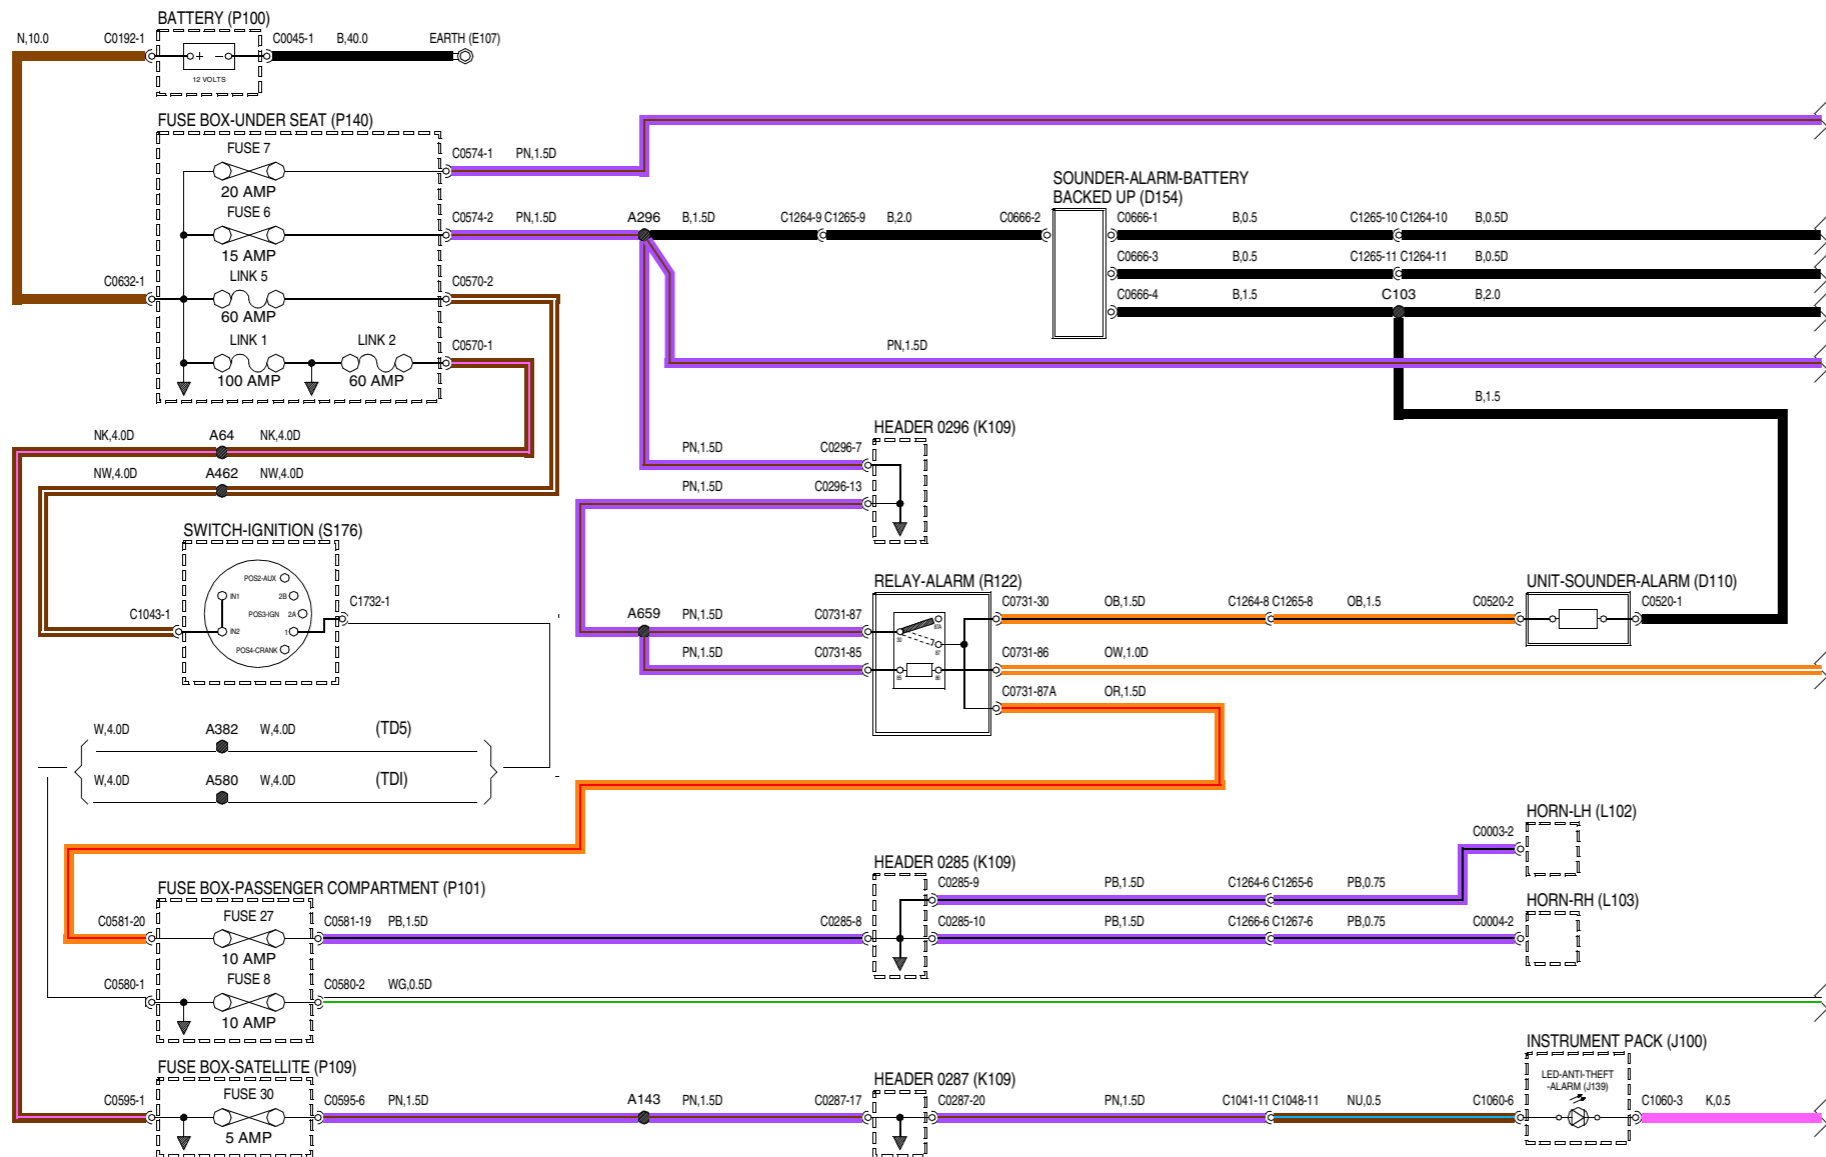 BATTERY (P100)
N,10.0 C0192-1 C0045-1 B,40.0 EARTH (E107)
+ −
12 VOLTS
FUSE BOX-UNDER SEAT (P140)
FUSE 7 C0574-1 PN,1.5D
20 AMP
SOUNDER-ALARM-BATTERY
BACKED UP (D154)
FUSE 6 C0574-2 PN,1.5D A296 B,1.5D C1264-9 C1265-9 B,2.0 C0666-2 C0666-1 B,0.5 C1265-10 C1264-10 B,0.5D
15 AMP C0666-3 B,0.5 C1265-11 C1264-11 B,0.5D
C0632-1 LINK 5 C0570-2
60 AMP C0666-4 B,1.5 C103 B,2.0
LINK 1 LINK 2 C0570-1 PN,1.5D
100 AMP 60 AMP
B,1.5
NK,4.0D A64 NK,4.0D HEADER 0296 (K109)
PN,1.5D C0296-7
NW,4.0D A462 NW,4.0D PN,1.5D C0296-13
SWITCH-IGNITION (S176)
POS2-AUX
IN1 2B
POS3-IGN 2A
C1043-1 IN2 1 C1732-1
POS4-CRANK
RELAY-ALARM (R122) UNIT-SOUNDER-ALARM (D110)
A659 PN,1.5D C0731-87 C0731-30 OB,1.5D C1264-8 C1265-8 OB,1.5 C0520-2 C0520-1
87A
30
87
PN,1.5D C0731-85 C0731-86 OW,1.0D
85 86
C0731-87A OR,1.5D
W,4.0D A382 W,4.0D (TD5)
W,4.0D A580 W,4.0D (TDI)
HORN-LH (L102)
C0003-2
HEADER 0285 (K109)
FUSE BOX-PASSENGER COMPARTMENT (P101) C0285-9 PB,1.5D C1264-6 C1265-6 PB,0.75
HORN-RH (L103)
C0581-20 FUSE 27 C0581-19 PB,1.5D C0285-8 C0285-10 PB,1.5D C1266-6 C1267-6 PB,0.75 C0004-2
10 AMP
C0580-1 FUSE 8 C0580-2 WG,0.5D
10 AMP
INSTRUMENT PACK (J100)
FUSE BOX-SATELLITE (P109) HEADER 0287 (K109) LED-ANTI-THEFT
-ALARM (J139)
C0595-1 FUSE 30 C0595-6 PN,1.5D A143 PN,1.5D C0287-17 C0287-20 PN,1.5D C1041-11 C1048-11 NU,0.5 C1060-6 C1060-3 K,0.5
5 AMP